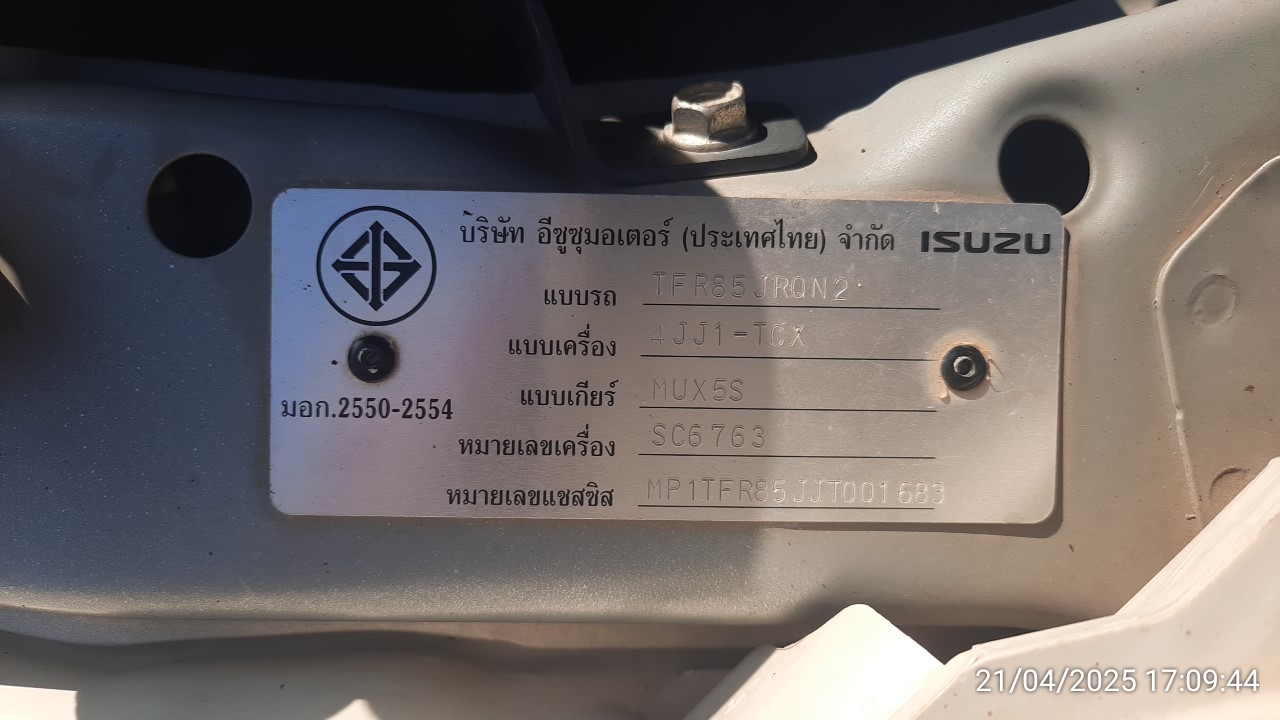 บริษัท อีซูซุมอเตอร์ (ประเทศไทย) จำกัด ISUZU
แบบรถ TFR85JRQN2
แบบเครื่อง 4JJ1-TCX
แบบเกียร์ MUX5S
มอก.2550-2554
หมายเลขเครื่อง SC6763
หมายเลขแชสซิส MP1TFR85JJT001683
21/04/2025 17:09:44